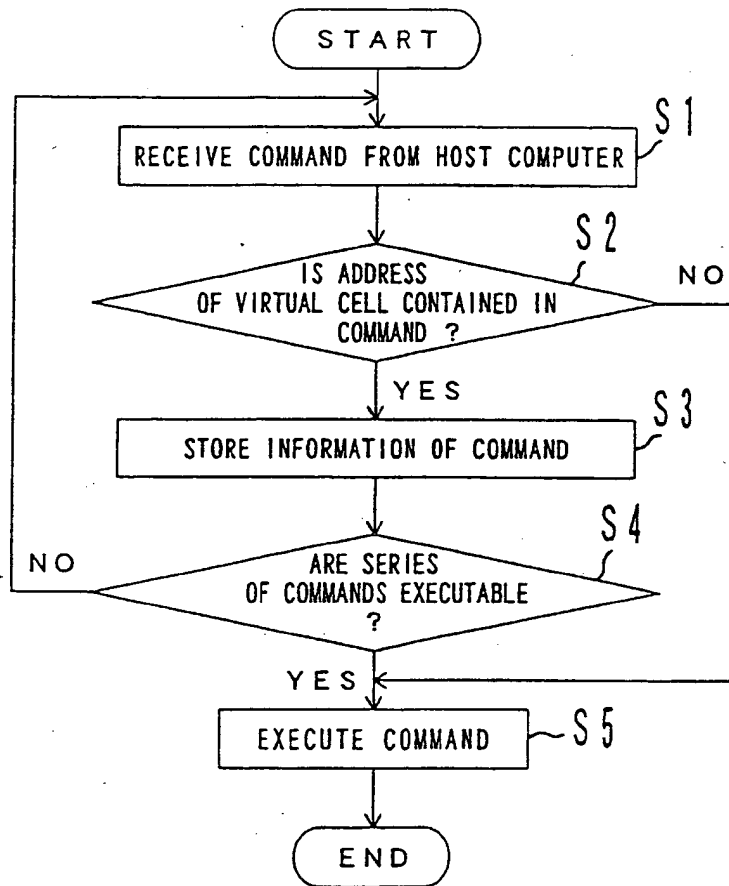 START
S1
RECEIVE COMMAND FROM HOST COMPUTER
S2
IS ADDRESS
OF VIRTUAL CELL CONTAINED IN
COMMAND ?
NO
YES
S3
STORE INFORMATION OF COMMAND
S4
NO
ARE SERIES
OF COMMANDS EXECUTABLE
?
YES
EXECUTE COMMAND
S5
END